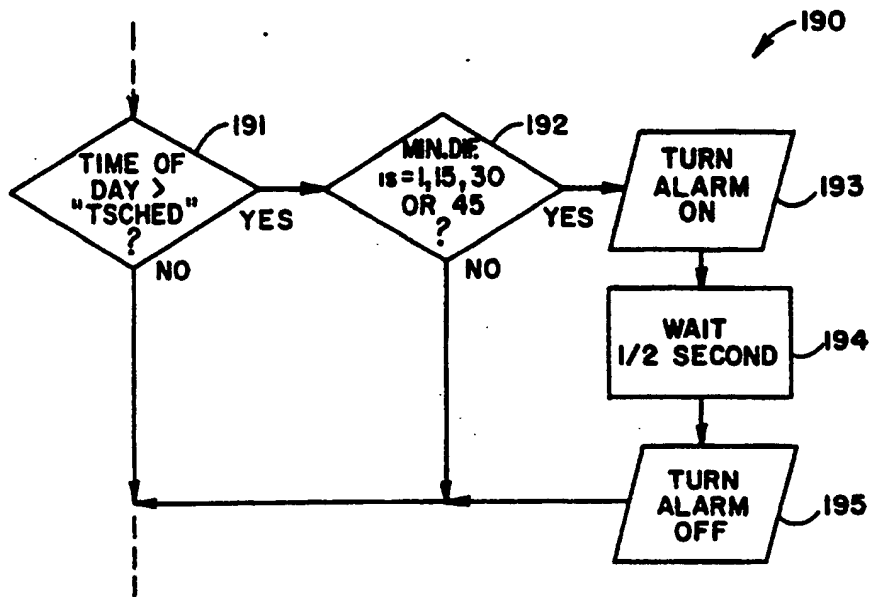 190
191
TIME OF
DAY >
"TSCHED"
?
YES
NO
192
MIN.DIF.
IS=1,15,30
OR 45
?
YES
NO
TURN
ALARM
ON
193
WAIT
1/2 SECOND
194
TURN
ALARM
OFF
195